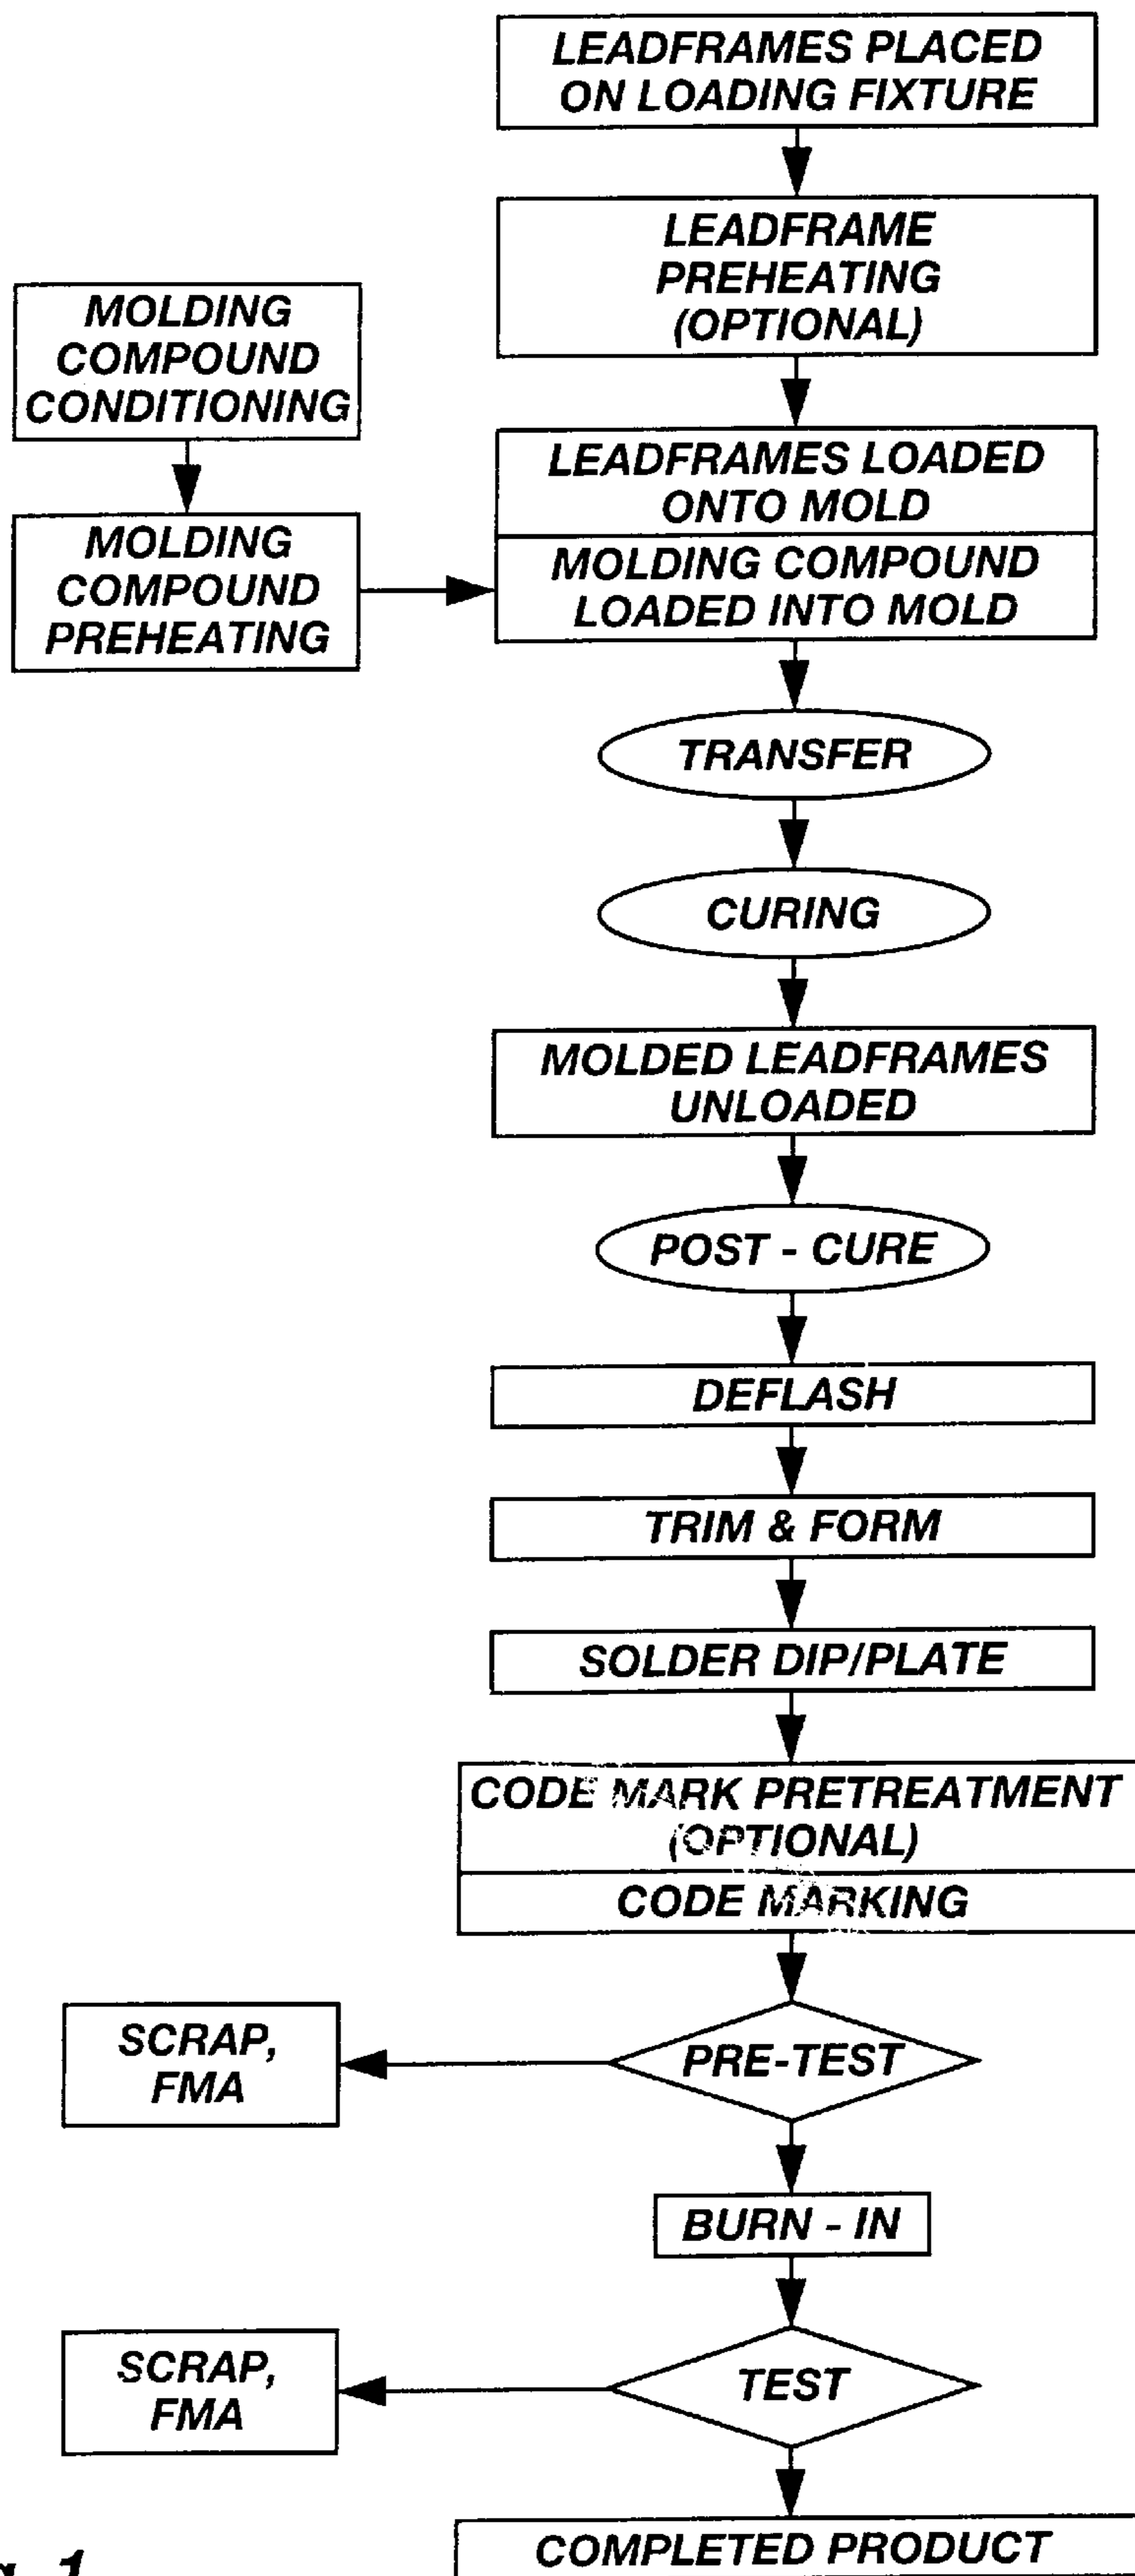 LEADFRAMES PLACED
ON LOADING FIXTURE
LEADFRAME
PREHEATING
(OPTIONAL)
MOLDING
COMPOUND
CONDITIONING
LEADFRAMES LOADED
ONTO MOLD
MOLDING
COMPOUND
PREHEATING
MOLDING COMPOUND
LOADED INTO MOLD
TRANSFER
CURING
MOLDED LEADFRAMES
UNLOADED
POST - CURE
DEFLASH
TRIM & FORM
SOLDER DIP/PLATE
CODE MARK PRETREATMENT
(OPTIONAL)
CODE MARKING
PRE-TEST
SCRAP,
FMA
BURN - IN
TEST
SCRAP,
FMA
COMPLETED PRODUCT
1